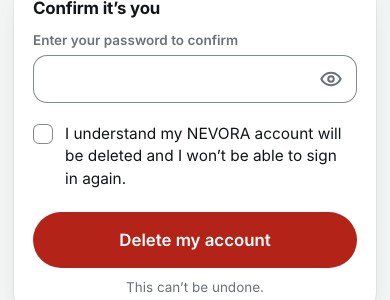 Confirm it’s you
Enter your password to confirm
I understand my NEVORA account will
be deleted and I won’t be able to sign
in again.
Delete my account
This can’t be undone.